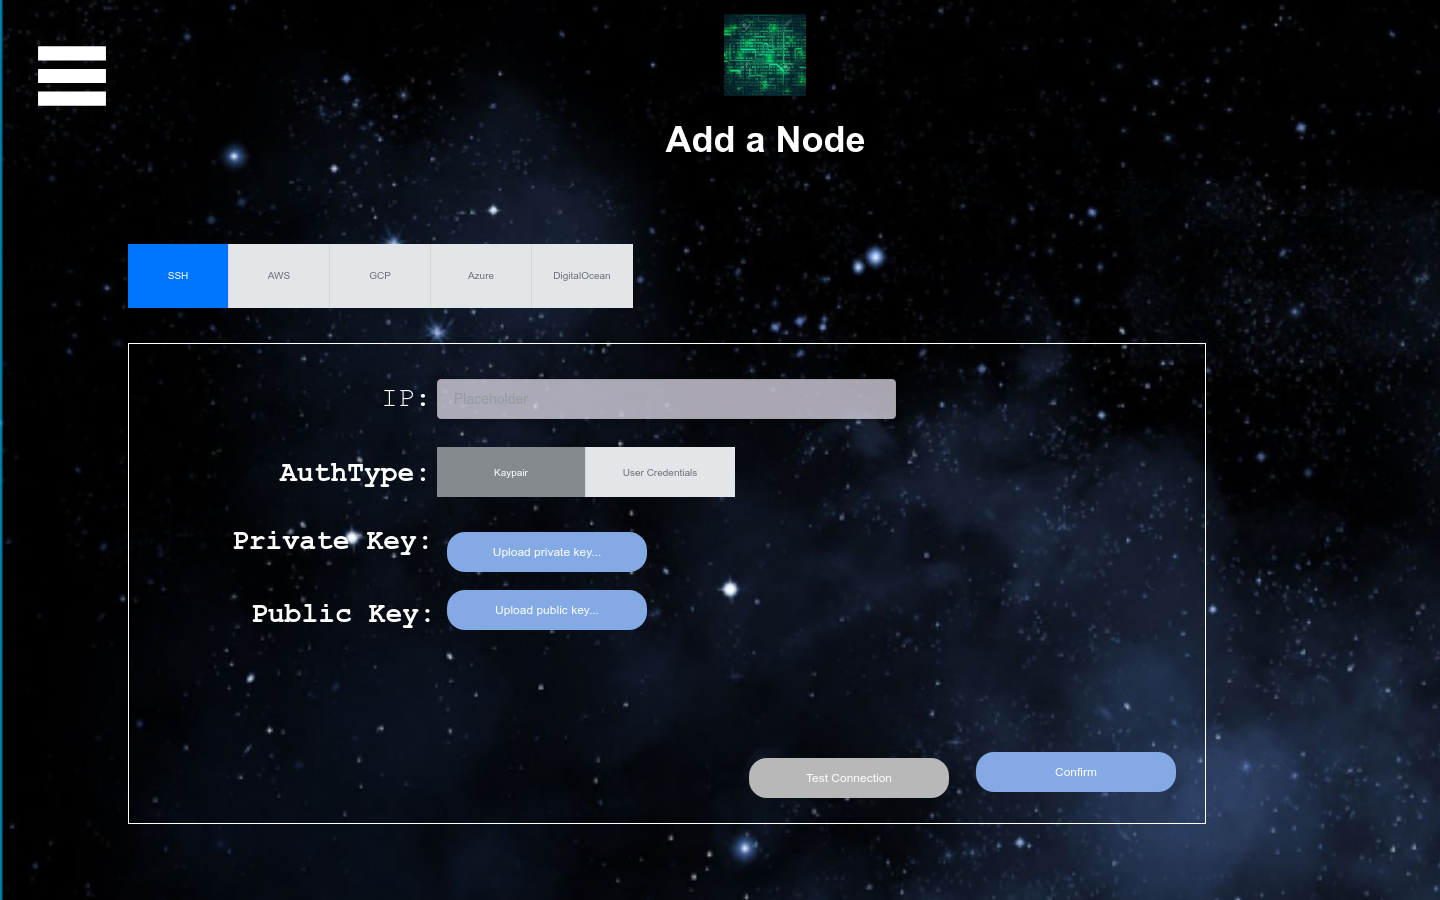 Add a Node
SSH AWS GCP Azure DigitalOcean
IP: Placeholder
AuthType: Kaypair User Credentials
Private Key: Upload private key...
Public Key: Upload public key...
Test Connection Confirm